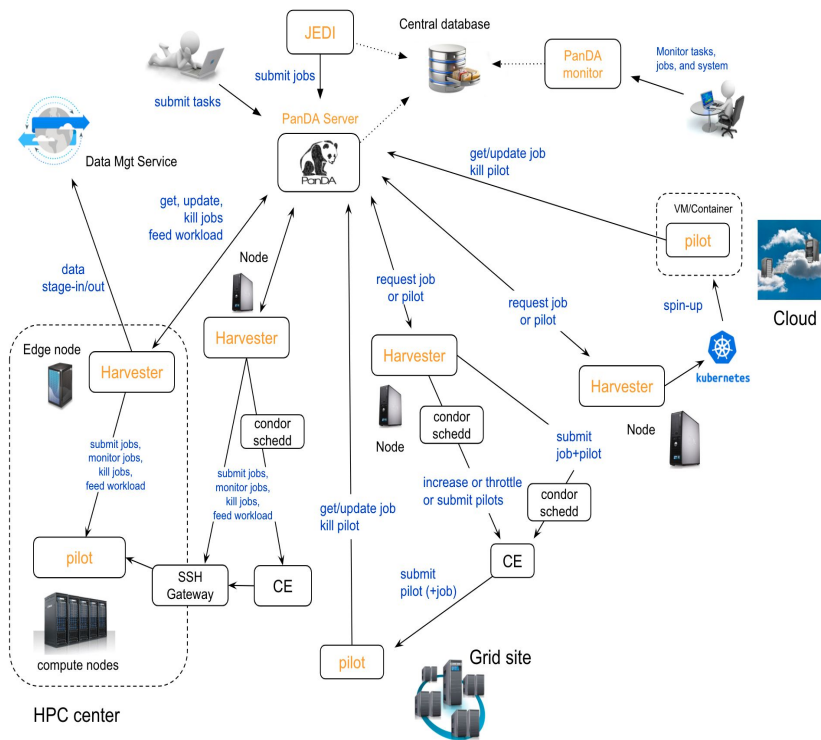 JEDI
Central database
PanDA
monitor
Monitor tasks,
jobs, and system
submit jobs
submit tasks
PanDA Server
PanDA
Data Mgt Service
get/update job
kill pilot
get, update,
kill jobs
feed workload
VM/Container
pilot
Node
data
stage-in/out
request job
or pilot
request job
or pilot
spin-up
Cloud
Edge node
Harvester
Harvester
Harvester
Harvester
kubernetes
Node
Node
condor
schedd
condor
schedd
submit
job+pilot
submit jobs,
monitor jobs,
kill jobs,
feed workload
submit jobs,
monitor jobs,
kill jobs,
feed workload
increase or throttle
or submit pilots
condor
schedd
get/update job
kill pilot
pilot
SSH
Gateway
CE
CE
submit
pilot (+job)
compute nodes
pilot
Grid site
HPC center